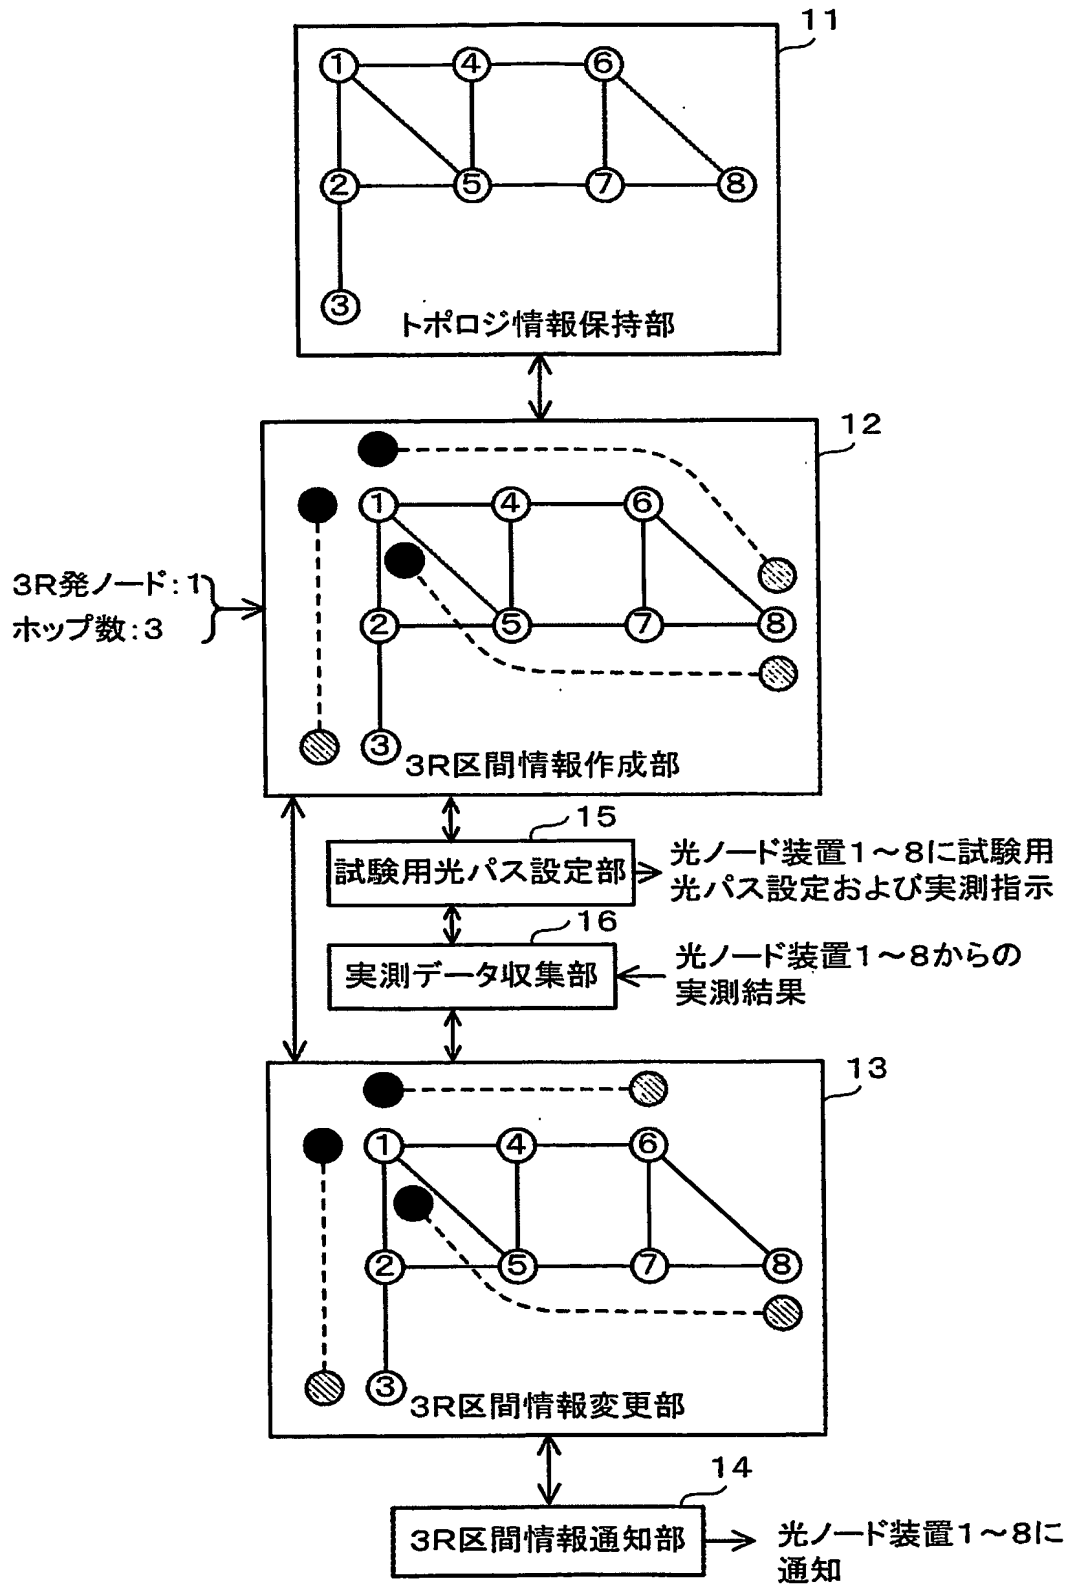 11
① ④ ⑥
② ⑤ ⑦ ⑧
③
トポロジ情報保持部
12
① ④ ⑥
3R発ノード:1
ホップ数:3
② ⑤ ⑦ ⑧
③
3R区間情報作成部
15
試験用光パス設定部
光ノード装置1〜8に試験用
光パス設定および実測指示
16
実測データ収集部
光ノード装置1〜8からの
実測結果
13
① ④ ⑥
② ⑤ ⑦ ⑧
③
3R区間情報変更部
14
3R区間情報通知部
光ノード装置1〜8に
通知